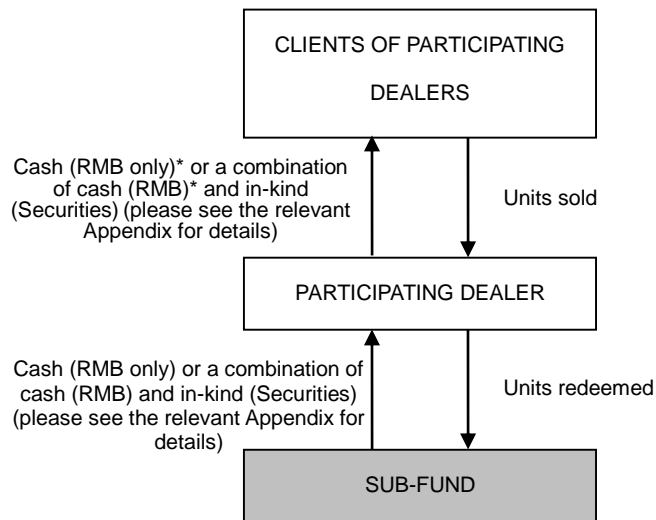 CLIENTS OF PARTICIPATING
DEALERS
Cash (RMB only)* or a combination
of cash (RMB)* and in-kind
(Securities) (please see the relevant
Appendix for details)
Units sold
PARTICIPATING DEALER
Cash (RMB only) or a combination of
cash (RMB) and in-kind (Securities)
(please see the relevant Appendix for
details)
Units redeemed
SUB-FUND